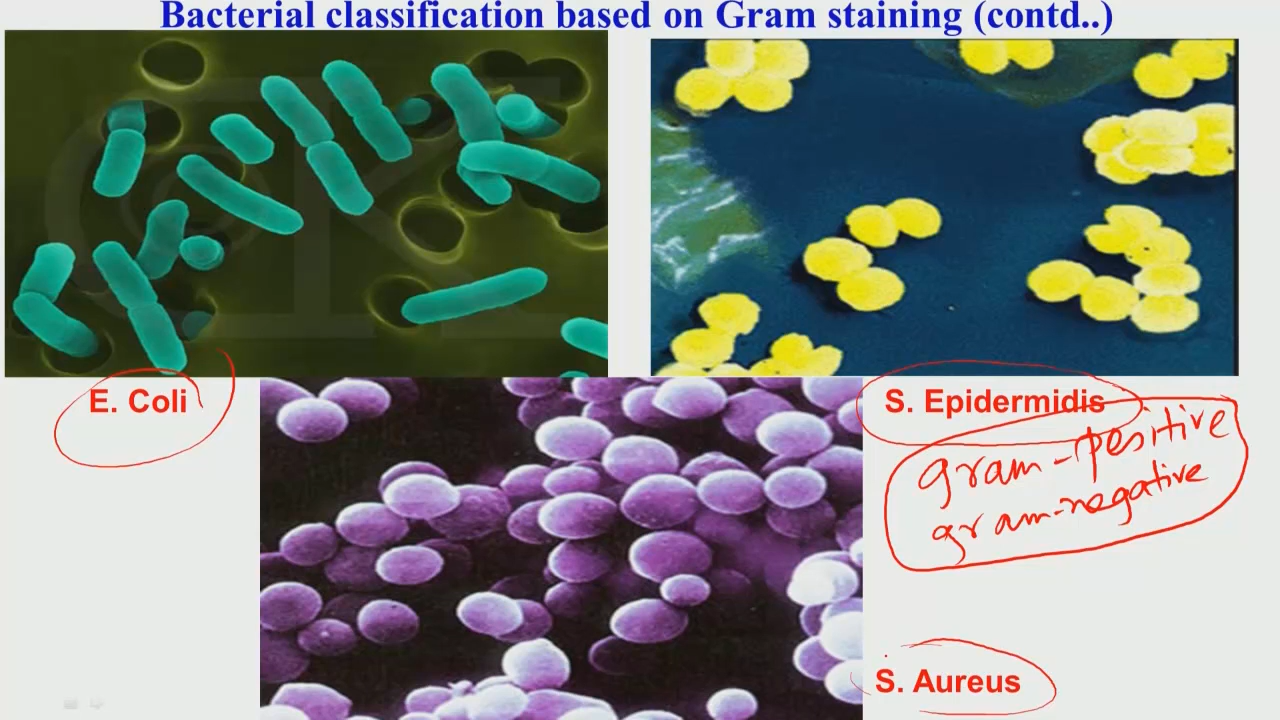 Bacterial classification based on Gram staining (contd..)
E. Coli
S. Epidermidis
gram-positive
gram-negative
S. Aureus